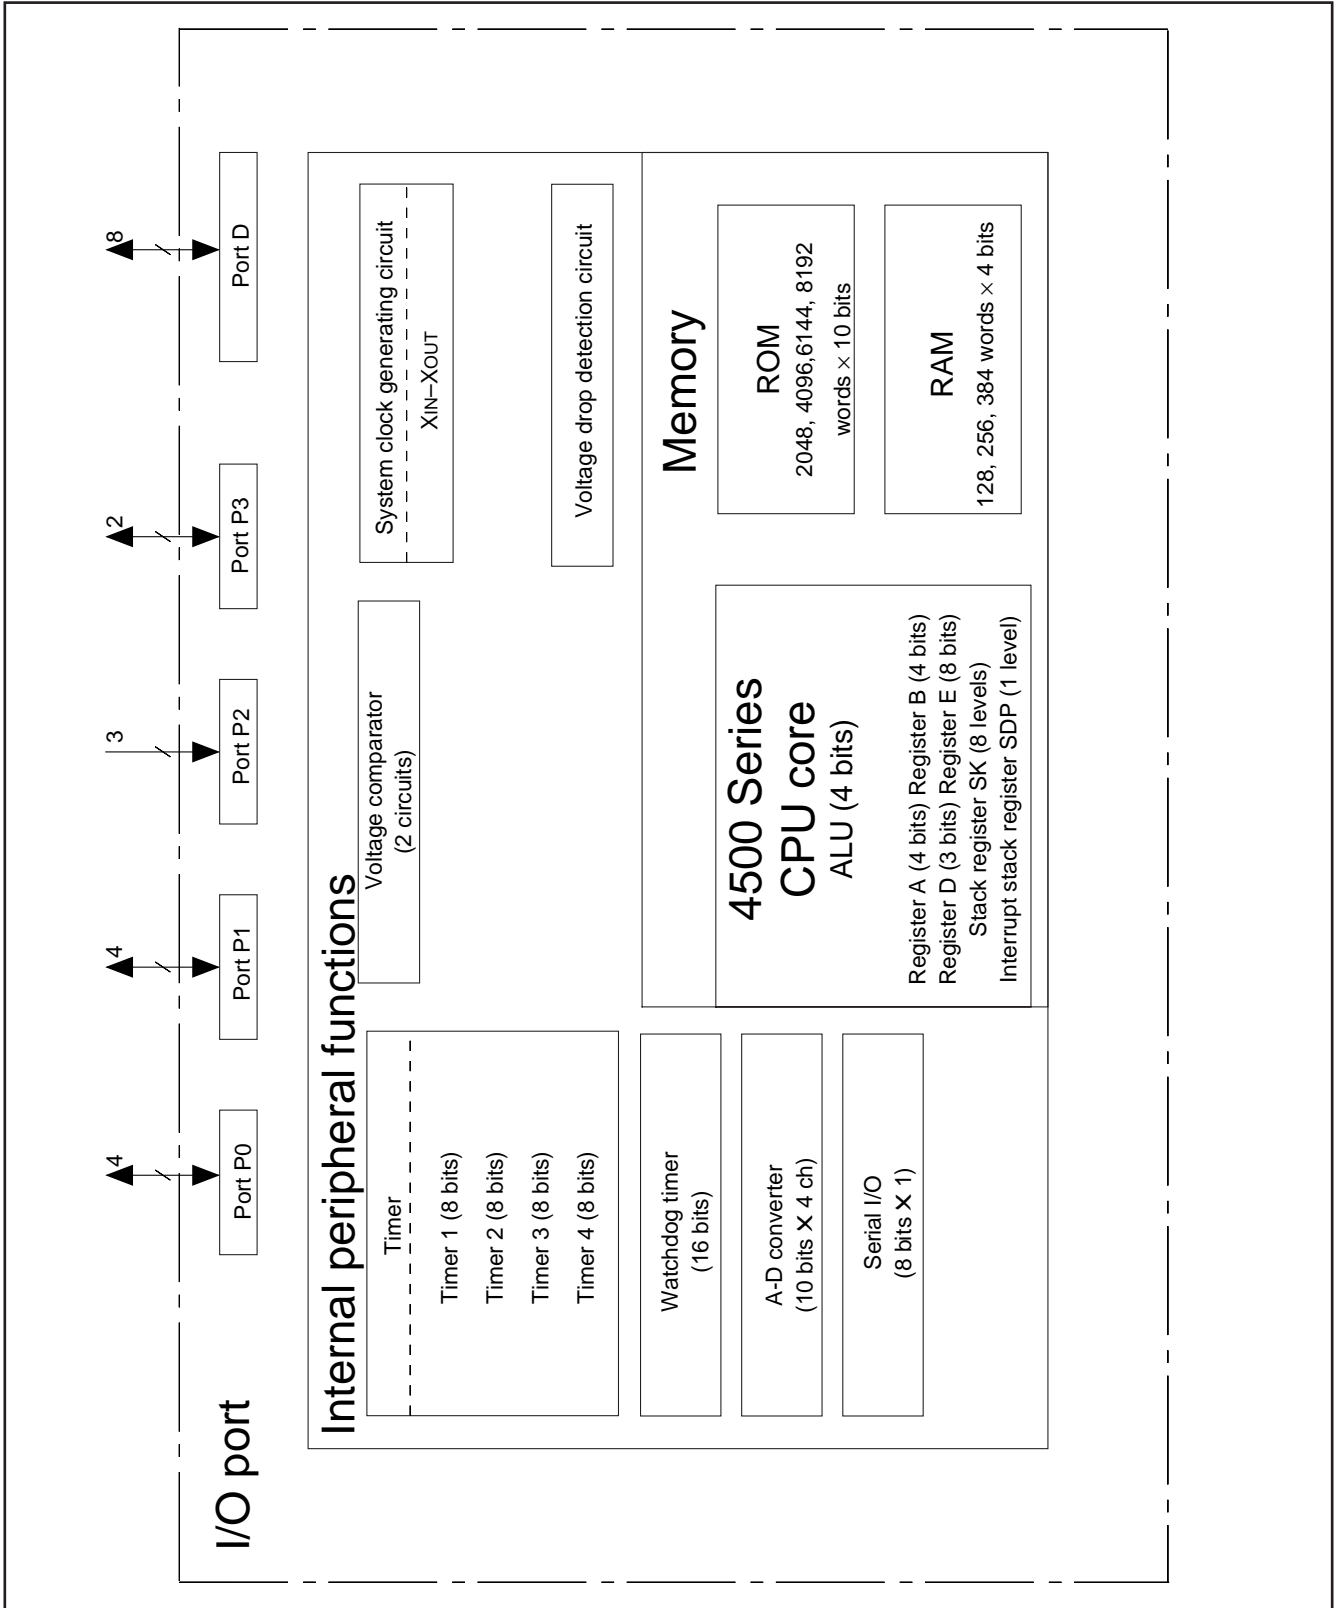 I/O port
4
4
3
2
8
Port P0
Port P1
Port P2
Port P3
Port D
Internal peripheral functions
Timer
Timer 1 (8 bits)
Timer 2 (8 bits)
Timer 3 (8 bits)
Timer 4 (8 bits)
Watchdog timer
(16 bits)
A-D converter
(10 bits ✕ 4 ch)
Serial I/O
(8 bits ✕ 1)
Voltage comparator
(2 circuits)
System clock generating circuit
XIN–XOUT
Voltage drop detection circuit
4500 Series
CPU core
ALU (4 bits)
Register A (4 bits) Register B (4 bits)
Register D (3 bits) Register E (8 bits)
Stack register SK (8 levels)
Interrupt stack register SDP (1 level)
Memory
ROM
2048, 4096,6144, 8192
words × 10 bits
RAM
128, 256, 384 words × 4 bits